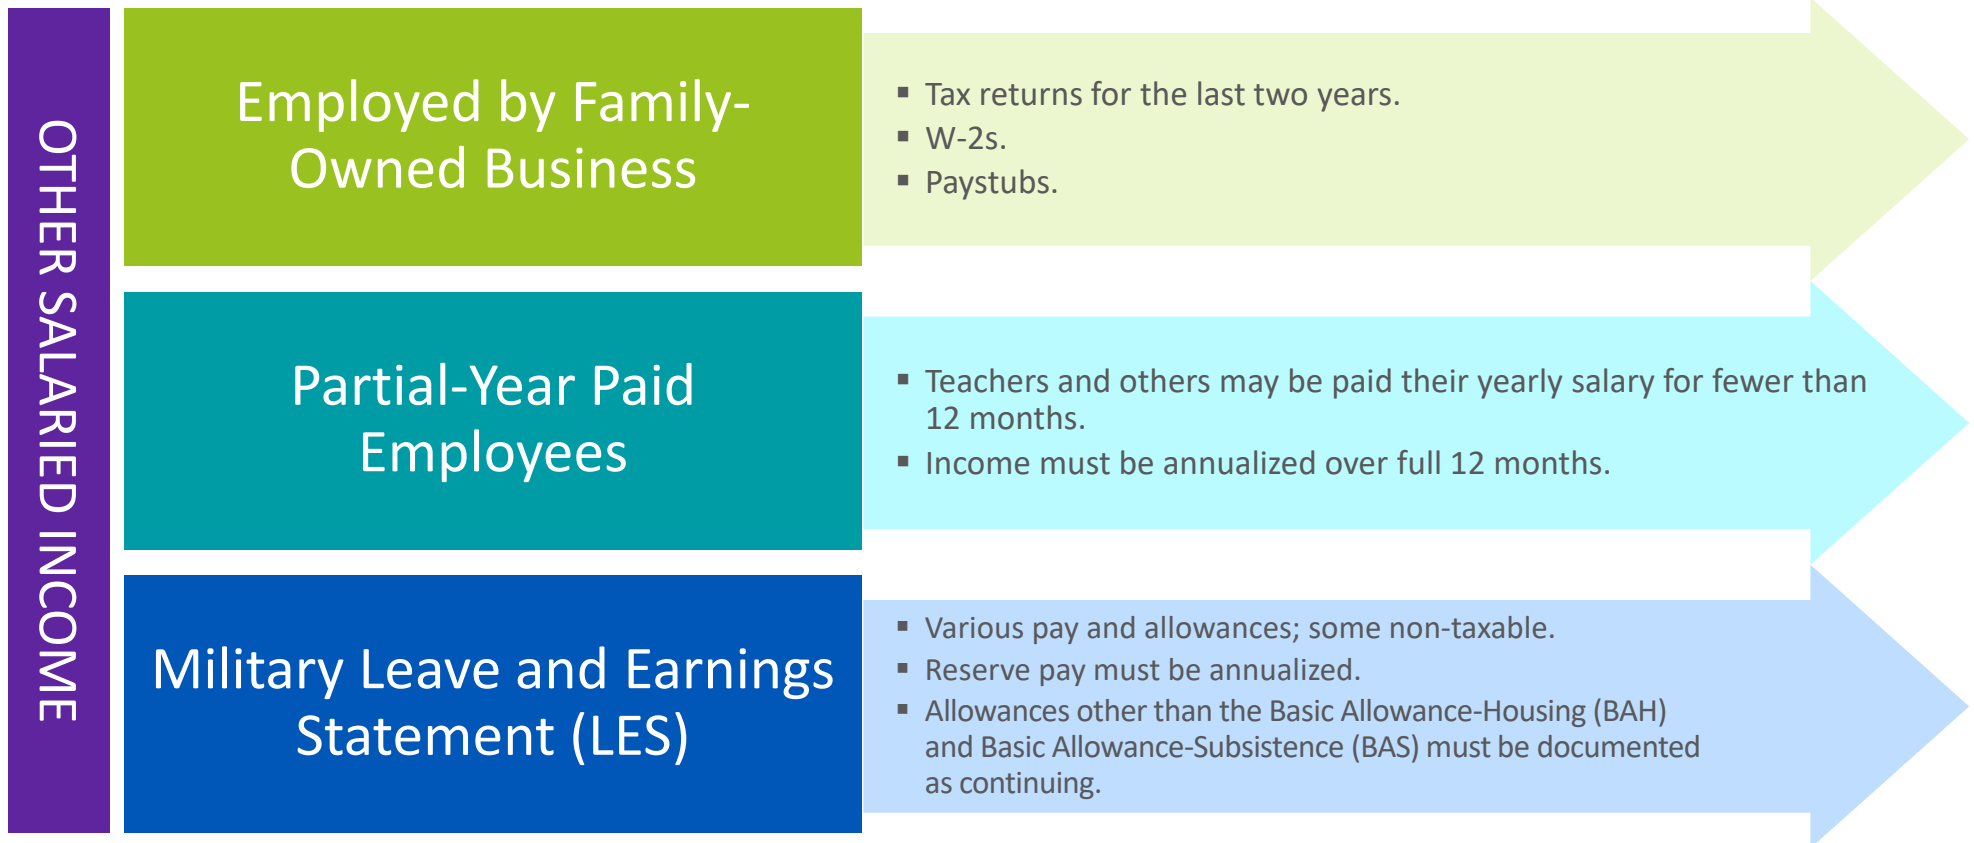 OTHER SALARIED INCOME
Employed by Family-
Owned Business
▪ Tax returns for the last two years.
▪ W-2s.
▪ Paystubs.
Partial-Year Paid
Employees
▪ Teachers and others may be paid their yearly salary for fewer than
12 months.
▪ Income must be annualized over full 12 months.
Military Leave and Earnings
Statement (LES)
▪ Various pay and allowances; some non-taxable.
▪ Reserve pay must be annualized.
▪ Allowances other than the Basic Allowance-Housing (BAH)
and Basic Allowance-Subsistence (BAS) must be documented
as continuing.